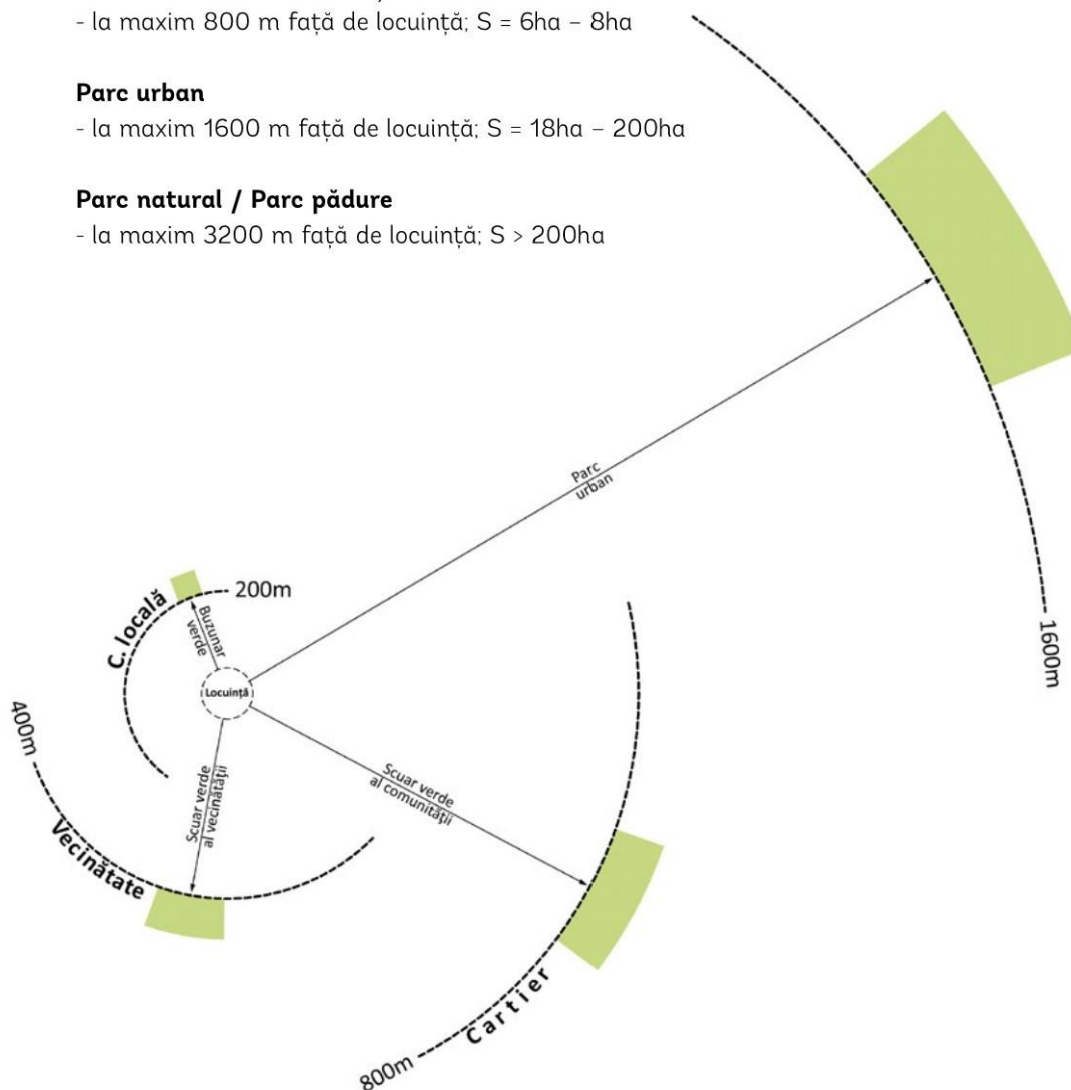 - la maxim 800 m față de locuință; S = 6ha – 8ha
Parc urban
- la maxim 1600 m față de locuință; S = 18ha – 200ha
Parc natural / Parc pădure
- la maxim 3200 m față de locuință; S > 200ha
Parc
urban
200m
C. locală
Buzunar
verde
Locuință
1600m
400m
Scuar verde
al vecinătății
Scuar verde
al comunității
Vecinătate
Cartier
800m